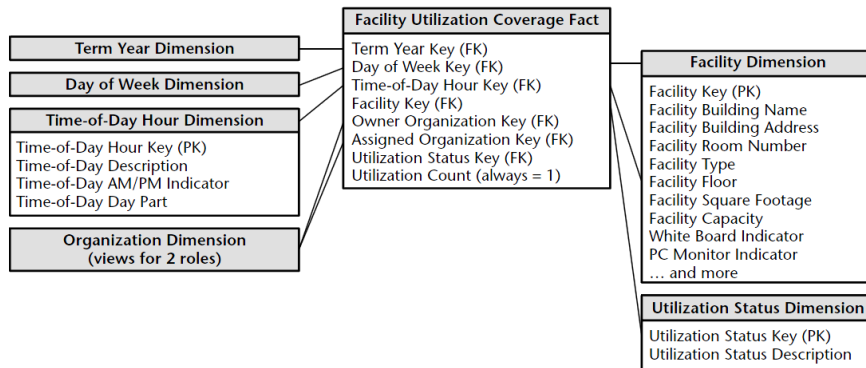 Facility Utilization Coverage Fact
Term Year Key (FK)
Day of Week Key (FK)
Time-of-Day Hour Key (FK)
Facility Key (FK)
Owner Organization Key (FK)
Assigned Organization Key (FK)
Utilization Status Key (FK)
Utilization Count (always = 1)
Term Year Dimension
Day of Week Dimension
Time-of-Day Hour Dimension
Time-of-Day Hour Key (PK)
Time-of-Day Description
Time-of-Day AM/PM Indicator
Time-of-Day Day Part
Organization Dimension
(views for 2 roles)
Facility Dimension
Facility Key (PK)
Facility Building Name
Facility Building Address
Facility Room Number
Facility Type
Facility Floor
Facility Square Footage
Facility Capacity
White Board Indicator
PC Monitor Indicator
... and more
Utilization Status Dimension
Utilization Status Key (PK)
Utilization Status Description